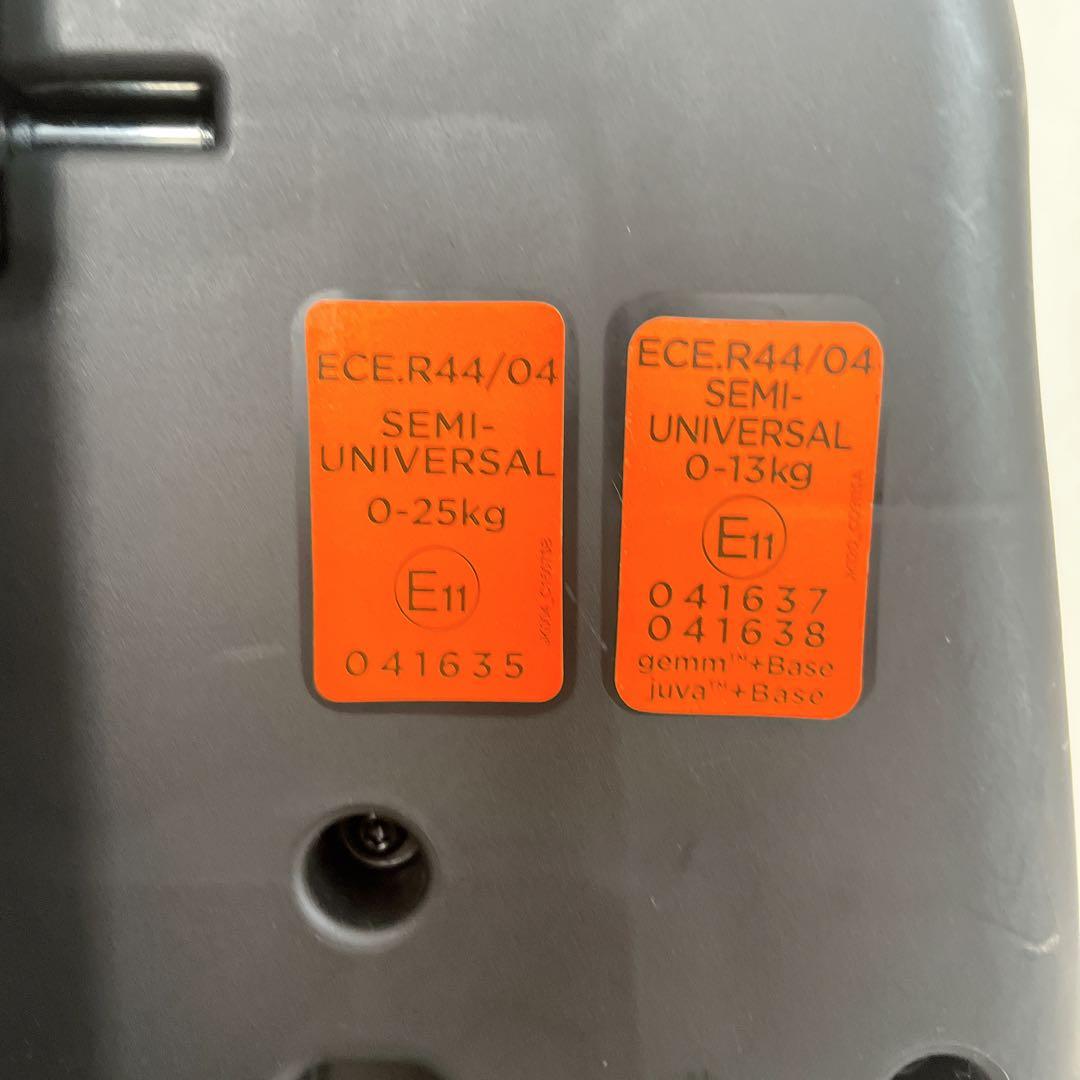 ECE.R44/04
SEMI-
UNIVERSAL
0-25kg
E11
041635
ECE.R44/04
SEMI-
UNIVERSAL
0-13kg
E11
041637
041638
gemm™+Base
juva™+Base